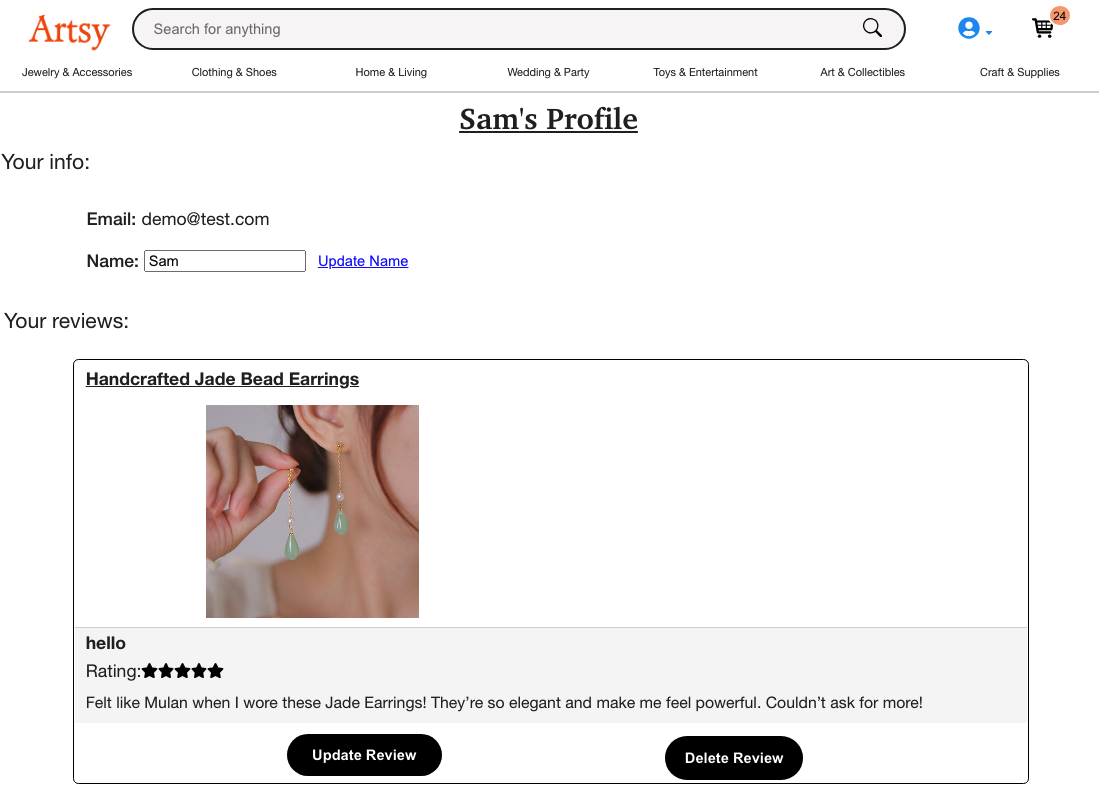 Artsy
Search for anything
24
Jewelry & Accessories
Clothing & Shoes
Home & Living
Wedding & Party
Toys & Entertainment
Art & Collectibles
Craft & Supplies
Sam's Profile
Your info:
Email: demo@test.com
Name: Sam Update Name
Your reviews:
Handcrafted Jade Bead Earrings
hello
Rating:
Felt like Mulan when I wore these Jade Earrings! They’re so elegant and make me feel powerful. Couldn’t ask for more!
Update Review
Delete Review